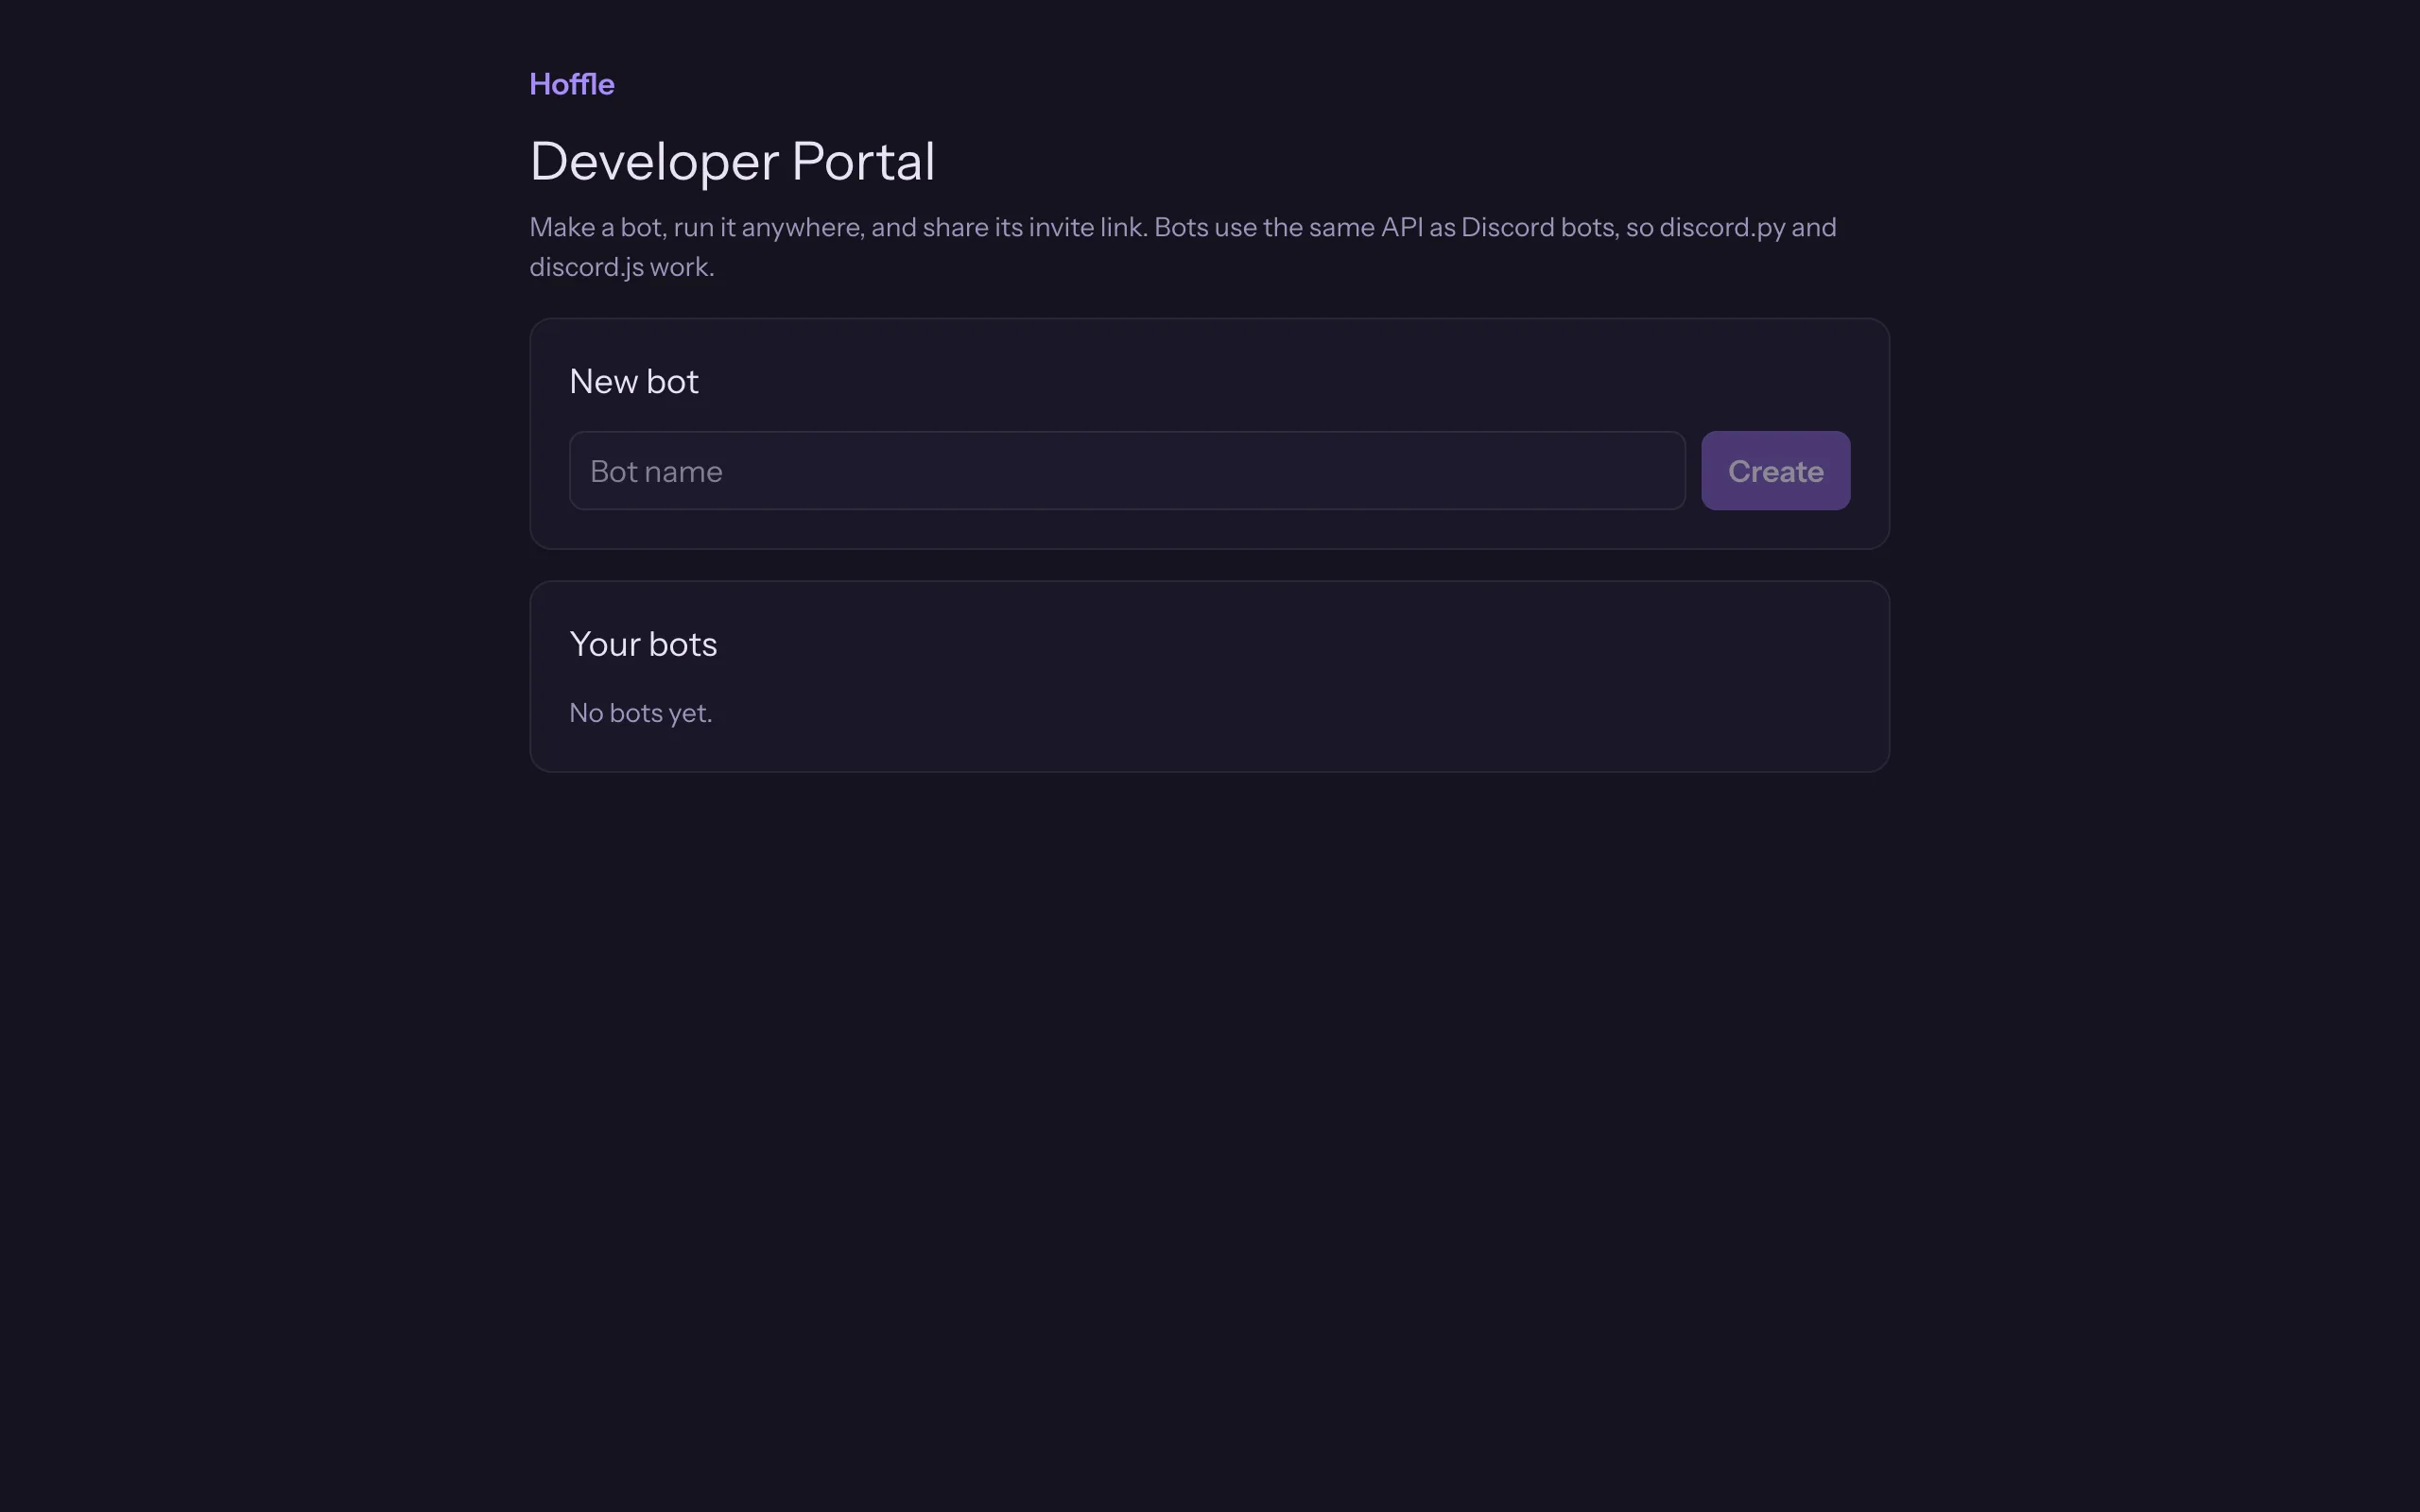 Hoffle
Developer Portal
Make a bot, run it anywhere, and share its invite link. Bots use the same API as Discord bots, so discord.py and
discord.js work.
New bot
Bot name
Create
Your bots
No bots yet.